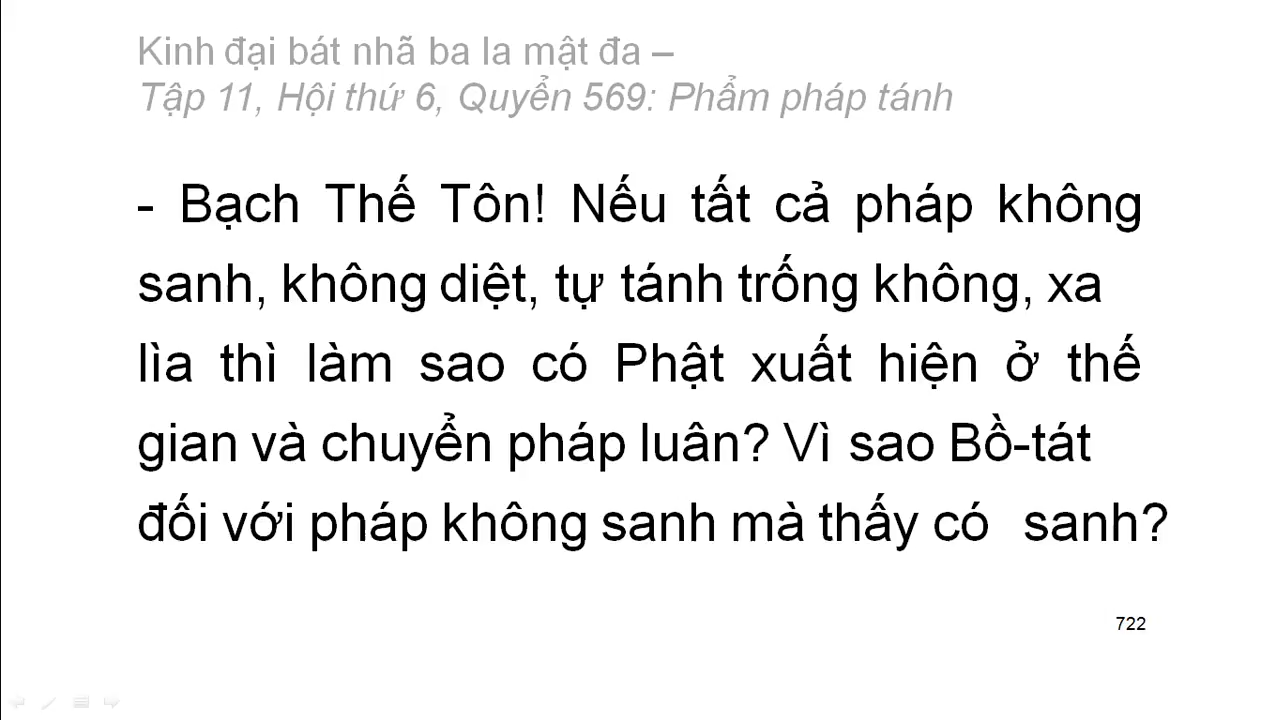 Kinh đại bát nhã ba la mật đa –
Tập 11, Hội thứ 6, Quyển 569: Phẩm pháp tánh
- Bạch Thế Tôn! Nếu tất cả pháp không
sanh, không diệt, tự tánh trống không, xa
lìa thì làm sao có Phật xuất hiện ở thế
gian và chuyển pháp luân? Vì sao Bồ-tát
đối với pháp không sanh mà thấy có sanh?
722